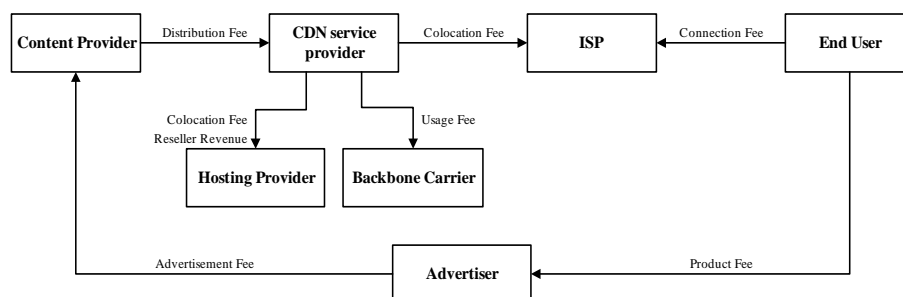 Content Provider
Distribution Fee
CDN service
provider
Colocation Fee
ISP
Connection Fee
End User
Colocation Fee
Reseller Revenue
Usage Fee
Hosting Provider
Backbone Carrier
Advertisement Fee
Advertiser
Product Fee